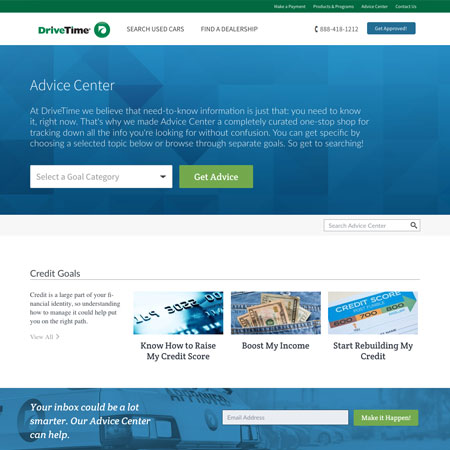 Make a Payment Products & Programs Advice Center Contact Us
DriveTime
SEARCH USED CARS FIND A DEALERSHIP 888-418-1212 Get Approved!
Advice Center
At DriveTime we believe that need-to-know information is just that: you need to know
it, right now. That's why we made Advice Center a completely curated one-stop shop for
tracking down all the info you're looking for without confusion. You can get specific by
choosing a selected topic below or browse through separate goals. So get to searching!
Select a Goal Category Get Advice
Search Advice Center
Credit Goals
Credit is a large part of your fi-
nancial identity, so understanding
how to manage it could help put
you on the right path.
View All
CREDIT SCORE
600 700 800
Know How to Raise
My Credit Score
Boost My Income
Start Rebuilding My
Credit
Your inbox could be a lot
smarter. Our Advice Center
can help.
Email Address Make it Happen!